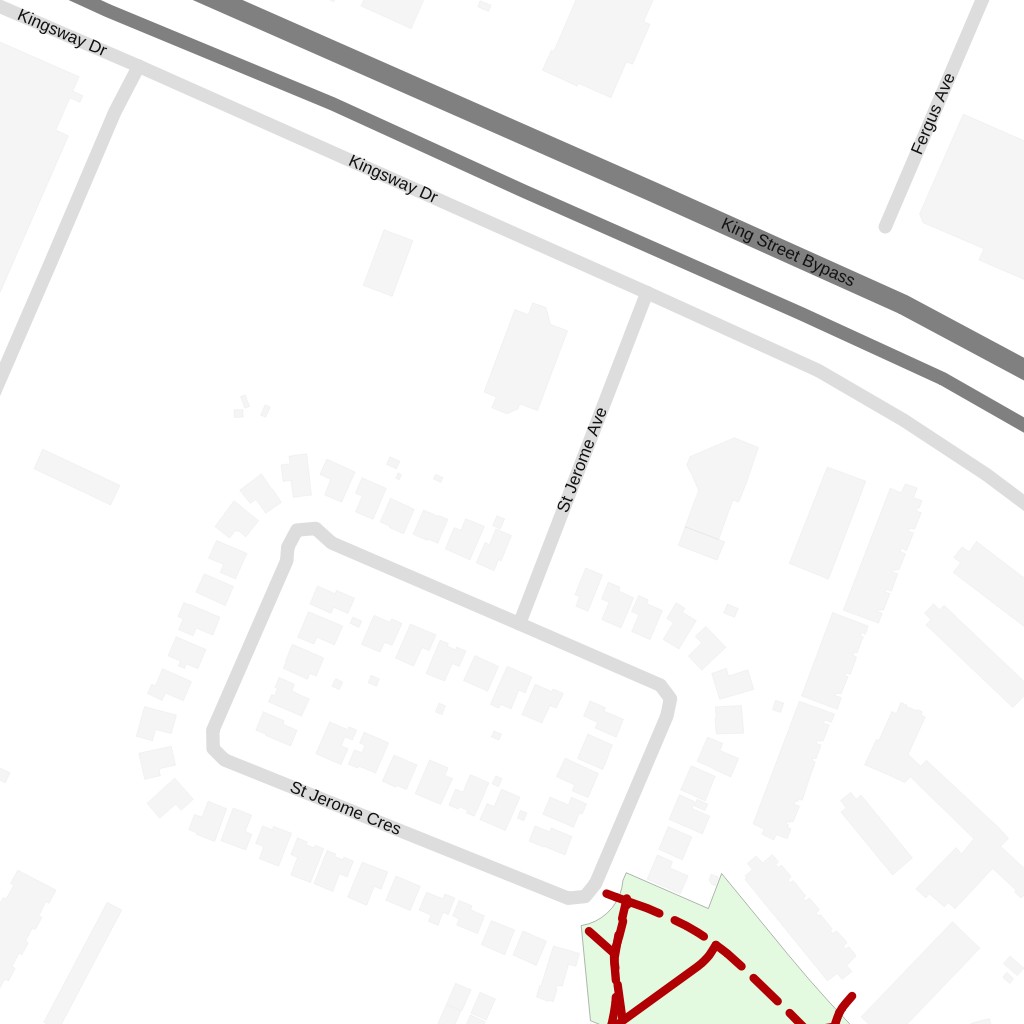 Kingsway Dr
Fergus Ave
Kingsway Dr
King Street Bypass
St Jerome Ave
St Jerome Cres